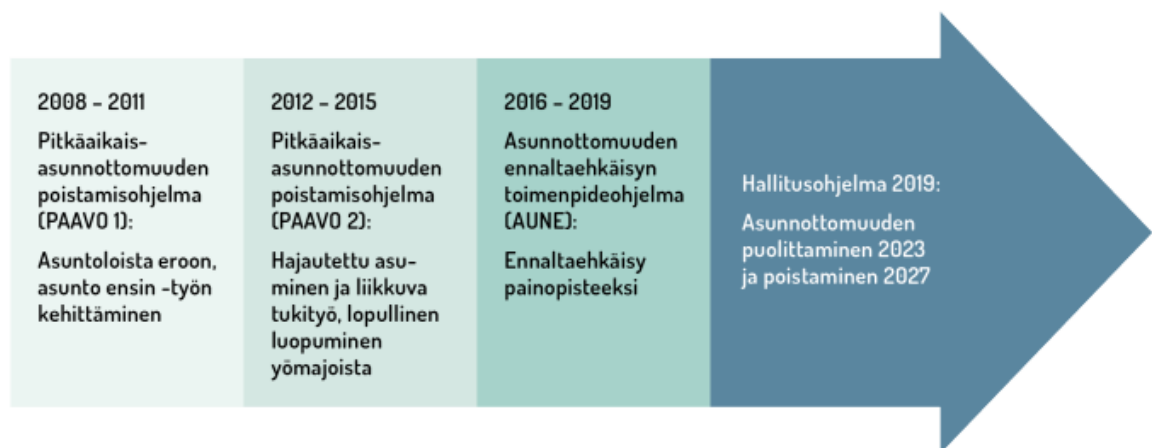 2008 – 2011
Pitkäaikais-
asunnottomuuden
poistamisohjelma
(PAAVO 1):
Asuntoloista eroon,
asunto ensin -työn
kehittäminen
2012 – 2015
Pitkäaikais-
asunnottomuuden
poistamisohjelma
(PAAVO 2):
Hajautettu asu-
minen ja liikkuva
tukityö, lopullinen
luopuminen
yömajoista
2016 – 2019
Asunnottomuuden
ennaltaehkäisyn
toimenpideohjelma
(AUNE):
Ennaltaehkäisy
painopisteeksi
Hallitusohjelma 2019:
Asunnottomuuden
puolittaminen 2023
ja poistaminen 2027